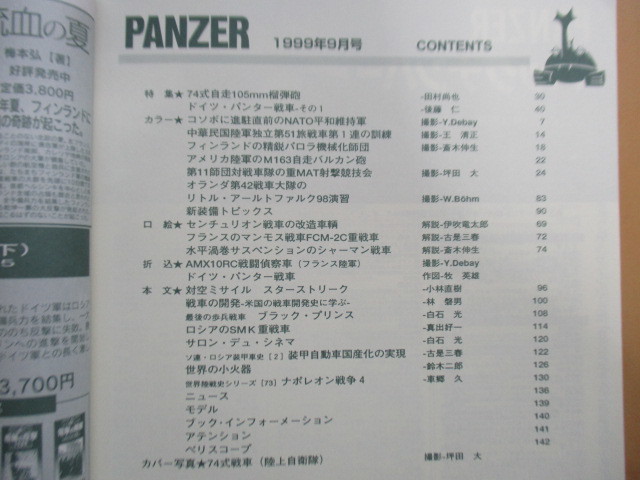 流血の夏
梅本弘【著】
好評発売中
定価3,800円
年夏、フィンランドに
の奇跡が起こった。
下）
3,700円
PANZER 1999年9月号 CONTENTS
特 集★74式自走105mm榴弾砲 -田村尚也 30
ドイツ・パンター戦車-その1 -後藤 仁 40
カラー★コソボに進駐直前のNATO平和維持軍 撮影-Y.Debay 7
中華民国陸軍独立第51旅戦車第１連の訓練 撮影-王 清正 14
フィンランドの精鋭パロラ機械化師団 撮影-斎木伸生 18
アメリカ陸軍のM163自走バルカン砲 22
第11師団対戦車隊の重MAT射撃競技会 撮影-坪田 大 24
オランダ第42戦車大隊の
リトル・アールトファルク98演習 撮影-W.Böhm 83
新装備トピックス 90
口 絵★センチュリオン戦車の改造車輌 解説-伊吹竜太郎 69
フランスのマンモス戦車FCM-2C重戦車 解説-古是三春 72
水平渦巻サスペンションのシャーマン戦車 解説-斎木伸生 74
折 込★AMX10RC戦闘偵察車（フランス陸軍） 撮影-Y.Debay
ドイツ・パンター戦車 作図-牧 英雄
本 文★対空ミサイル スターストリーク -小林直樹 96
戦車の開発-米国の戦車開発史に学ぶ- -林 磐男 100
最後の歩兵戦車 ブラック・プリンス -白石 光 108
ロシアのSMK重戦車 -真出好一 114
サロン・デュ・シネマ -白石 光 120
ソ連・ロシア装甲車史［2］装甲自動車国産化の実現 -古是三春 122
世界の小火器 -鈴木二郎 126
世界陸戦史シリーズ［73］ナポレオン戦争４ -東郷 久 130
ニュース 136
モデル 138
ブック・インフォーメーション 139
アテンション 140
ペリスコープ 141
142
カバー写真★74式戦車（陸上自衛隊） 撮影-坪田 大